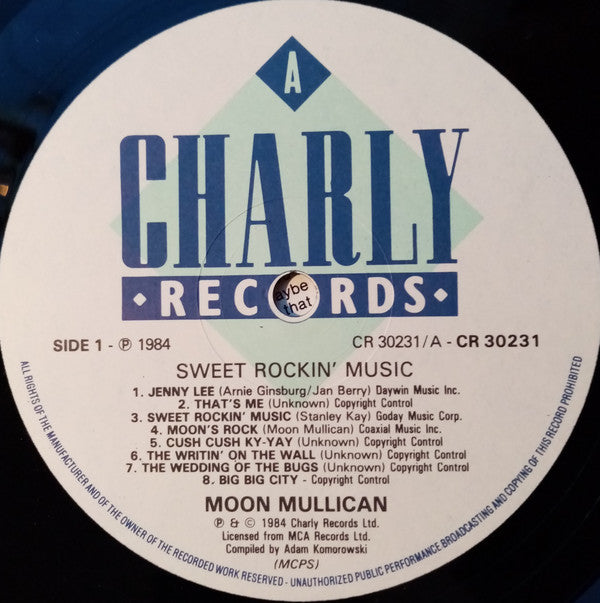 A
CHARLY
• RECORDS •
aybe
that
SIDE 1 - ℗ 1984
CR 30231/A - CR 30231
SWEET ROCKIN' MUSIC
1. JENNY LEE (Arnie Ginsburg/Jan Berry) Daywin Music Inc.
2. THAT'S ME (Unknown) Copyright Control
3. SWEET ROCKIN' MUSIC (Stanley Kay) Goday Music Corp.
4. MOON'S ROCK (Moon Mullican) Coaxial Music Inc.
5. CUSH CUSH KY-YAY (Unknown) Copyright Control
6. THE WRITIN' ON THE WALL (Unknown) Copyright Control
7. THE WEDDING OF THE BUGS (Unknown) Copyright Control
8. BIG BIG CITY - Copyright Control
MOON MULLICAN
℗ & © 1984 Charly Records Ltd.
Licensed from MCA Records Ltd.
Compiled by Adam Komorowski
(MCPS)
ALL RIGHTS OF THE MANUFACTURER AND OF THE OWNER OF THE RECORDED WORK RESERVED - UNAUTHORIZED PUBLIC PERFORMANCE BROADCASTING AND COPYING OF THIS RECORD PROHIBITED